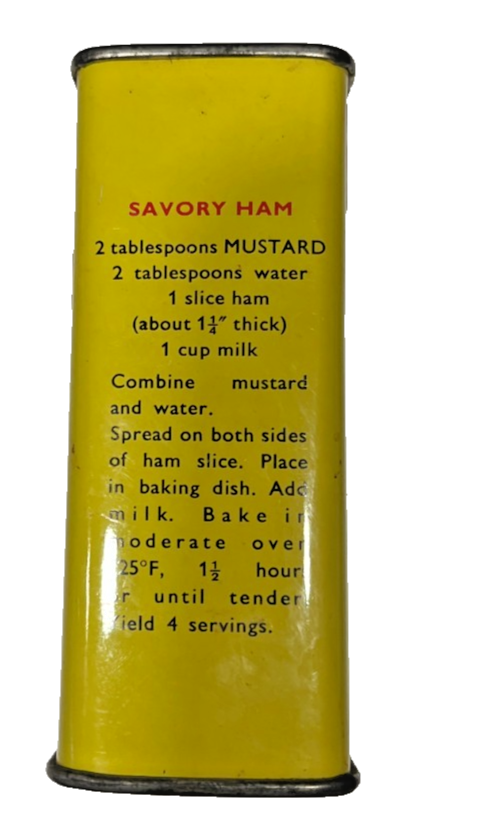 SAVORY HAM
2 tablespoons MUSTARD
2 tablespoons water
1 slice ham
(about 1¼" thick)
1 cup milk
Combine mustard
and water.
Spread on both sides
of ham slice. Place
in baking dish. Add
milk. Bake in
moderate oven
25°F, 1½ hour
or until tender
Yield 4 servings.